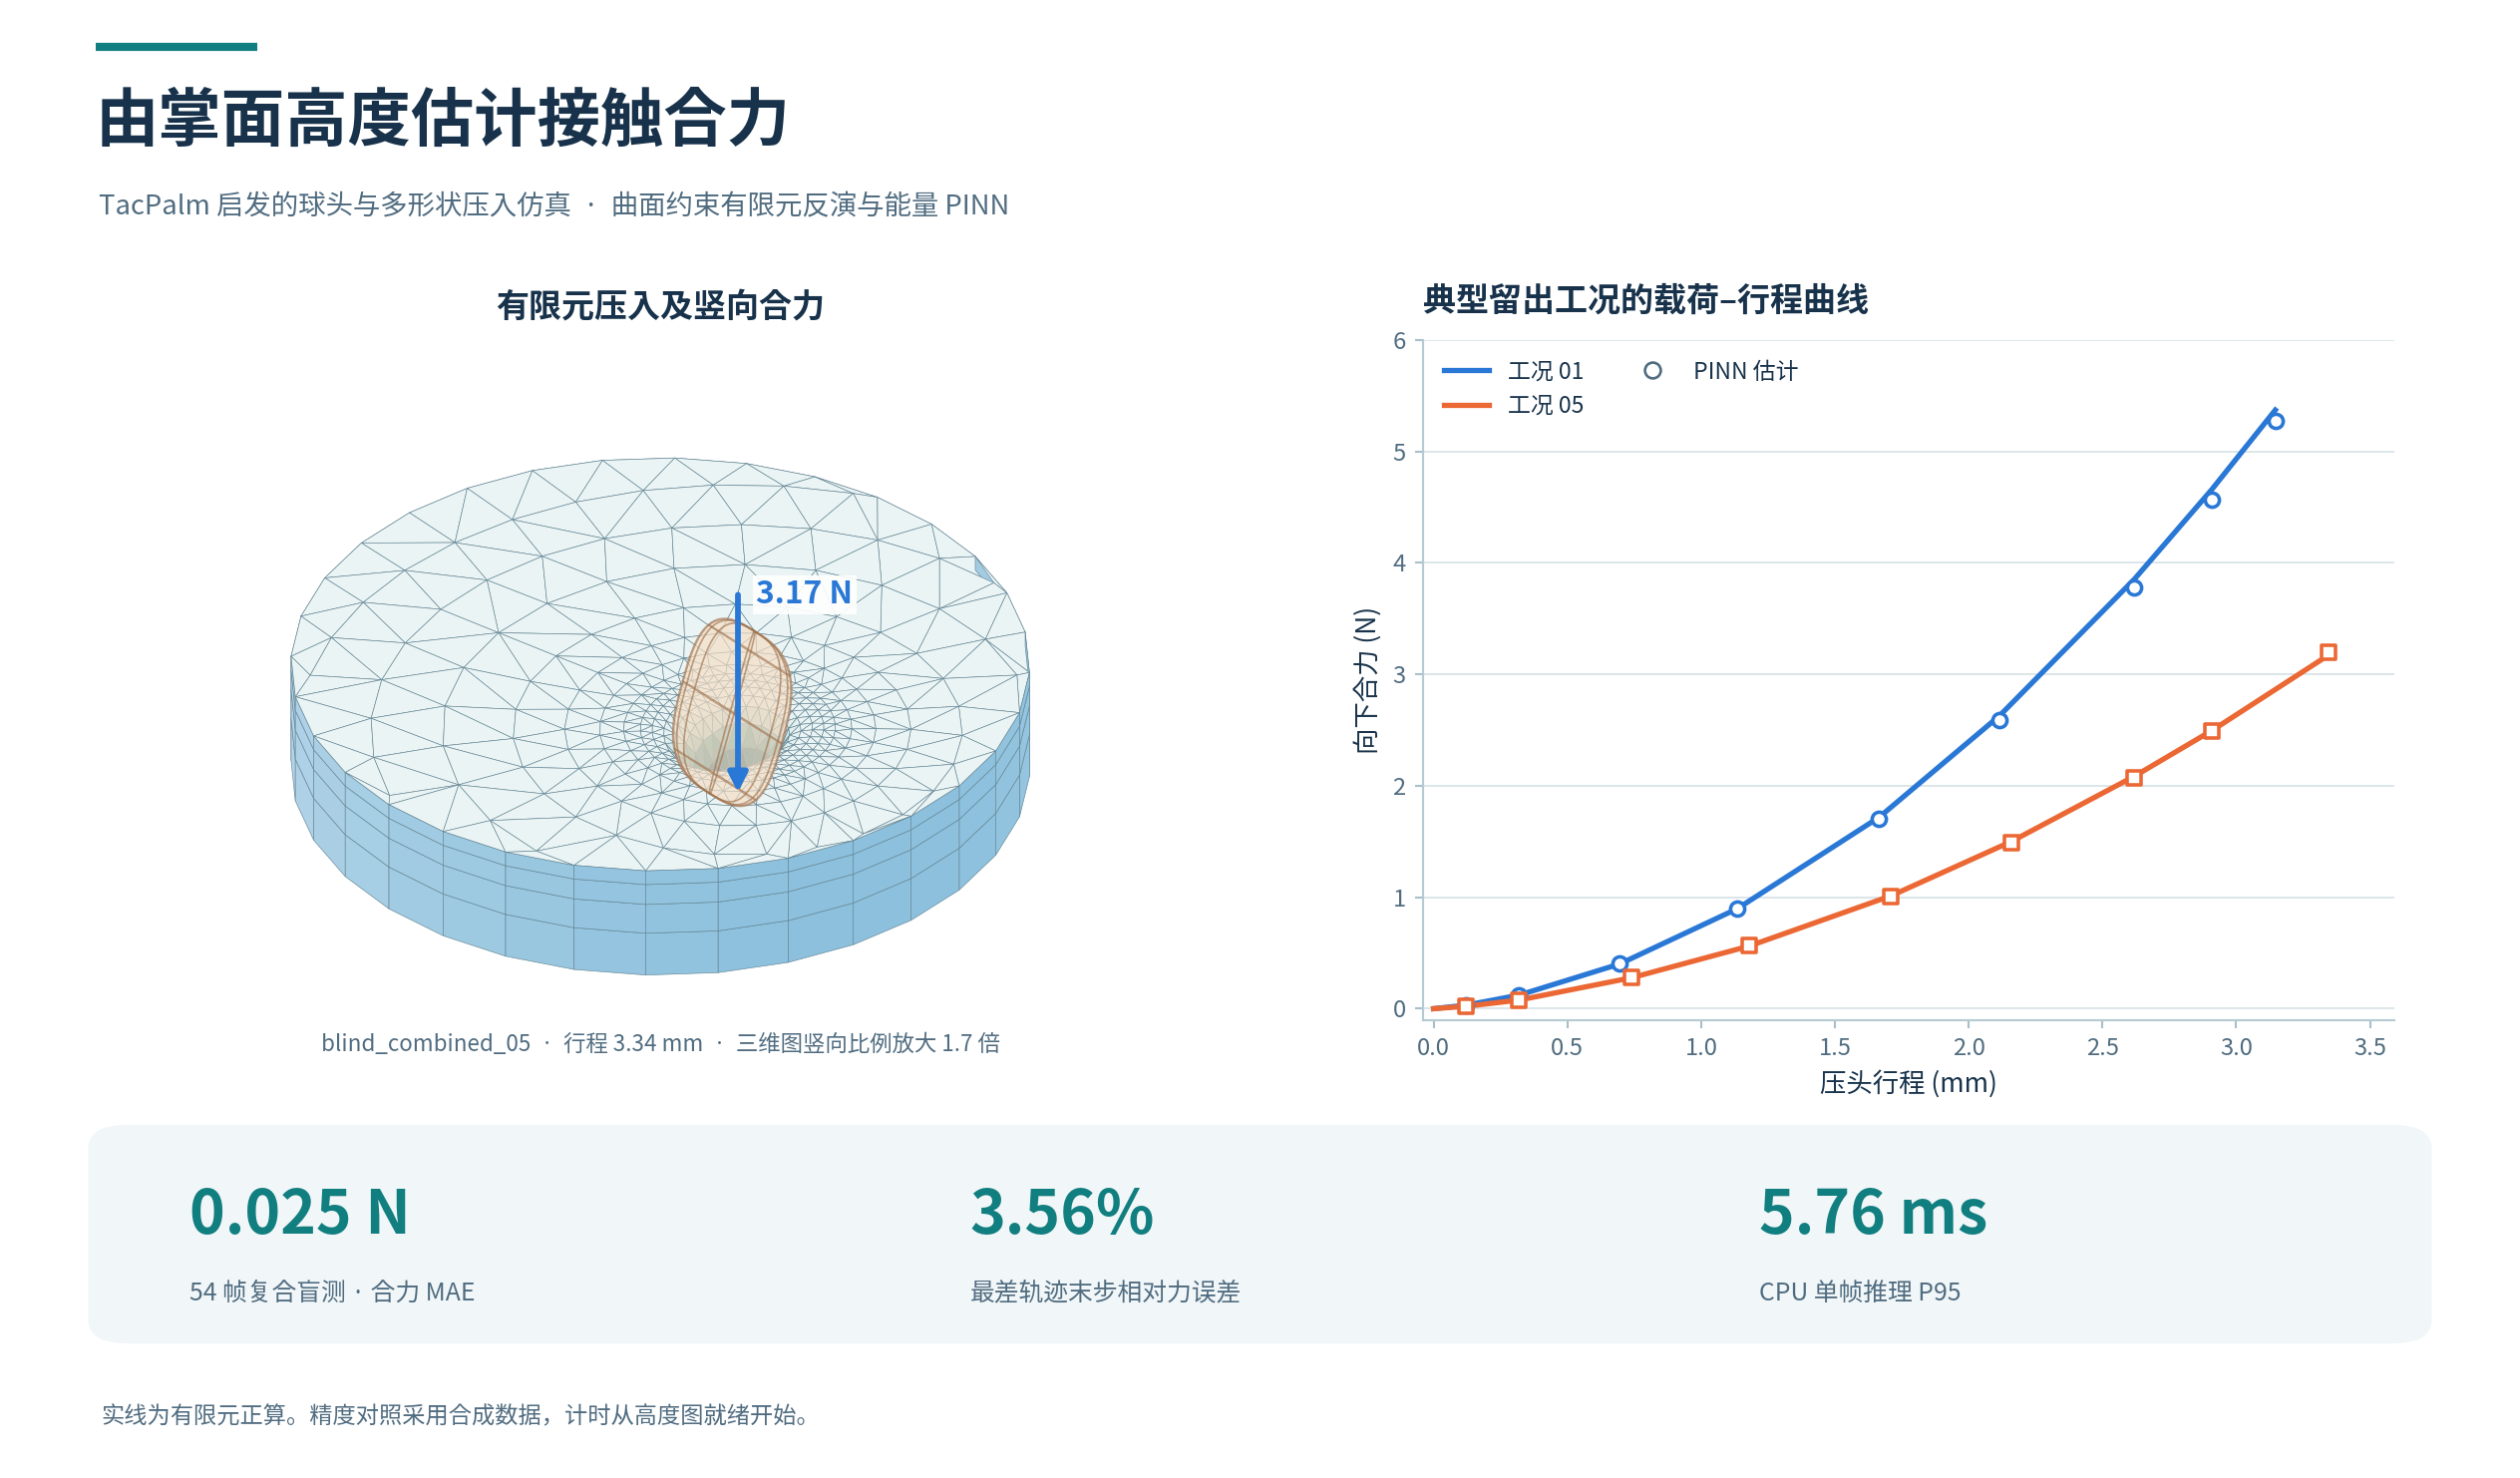 由掌面高度估计接触合力
TacPalm 启发的球头与多形状压入仿真 · 曲面约束有限元反演与能量 PINN
有限元压入及竖向合力
3.17 N
blind_combined_05 · 行程 3.34 mm · 三维图竖向比例放大 1.7 倍
典型留出工况的载荷–行程曲线
工况 01
工况 05
PINN 估计
向下合力 (N)
6
5
4
3
2
1
0
0.0 0.5 1.0 1.5 2.0 2.5 3.0 3.5
压头行程 (mm)
0.025 N
54 帧复合盲测 · 合力 MAE
3.56%
最差轨迹末步相对力误差
5.76 ms
CPU 单帧推理 P95
实线为有限元正算。精度对照采用合成数据，计时从高度图就绪开始。